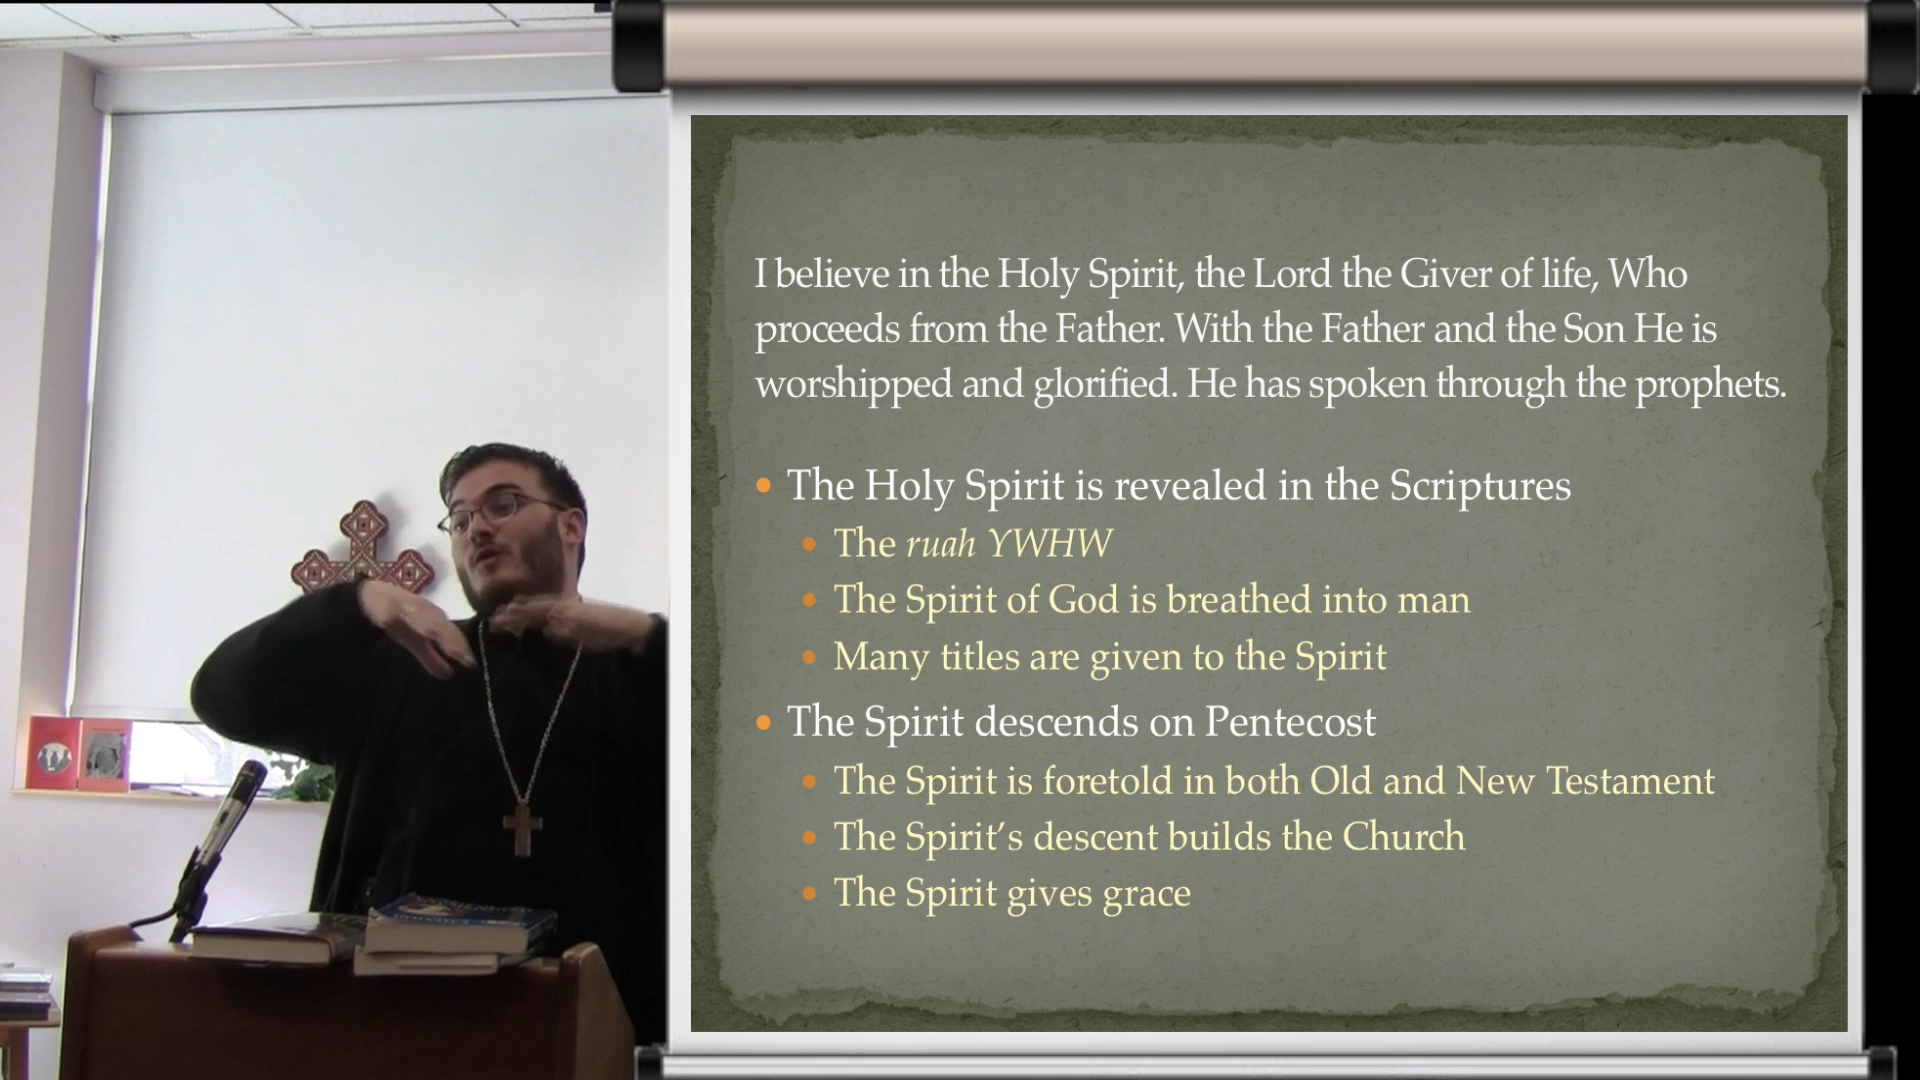 I believe in the Holy Spirit, the Lord the Giver of life, Who
proceeds from the Father. With the Father and the Son He is
worshipped and glorified. He has spoken through the prophets.
The Holy Spirit is revealed in the Scriptures
The ruah YWHW
The Spirit of God is breathed into man
Many titles are given to the Spirit
The Spirit descends on Pentecost
The Spirit is foretold in both Old and New Testament
The Spirit’s descent builds the Church
The Spirit gives grace